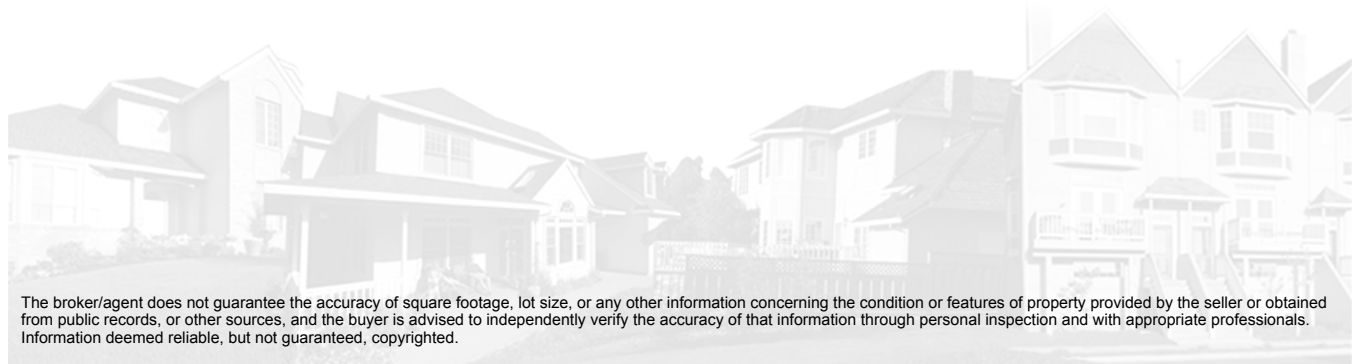 The broker/agent does not guarantee the accuracy of square footage, lot size, or any other information concerning the condition or features of property provided by the seller or obtained
from public records, or other sources, and the buyer is advised to independently verify the accuracy of that information through personal inspection and with appropriate professionals.
Information deemed reliable, but not guaranteed, copyrighted.